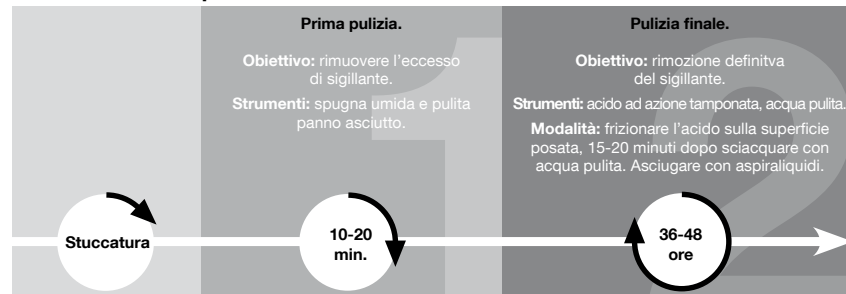 Prima pulizia.
Obiettivo: rimuovere l'eccesso
di sigillante.
Strumenti: spugna umida e pulita
panno asciutto.
1
Pulizia finale.
Obiettivo: rimozione definitva
del sigillante.
Strumenti: acido ad azione tamponata, acqua pulita.
Modalità: frizionare l'acido sulla superficie
posata, 15-20 minuti dopo sciacquare con
acqua pulita. Asciugare con aspiraliquidi.
2
Stuccatura
10-20
min.
36-48
ore